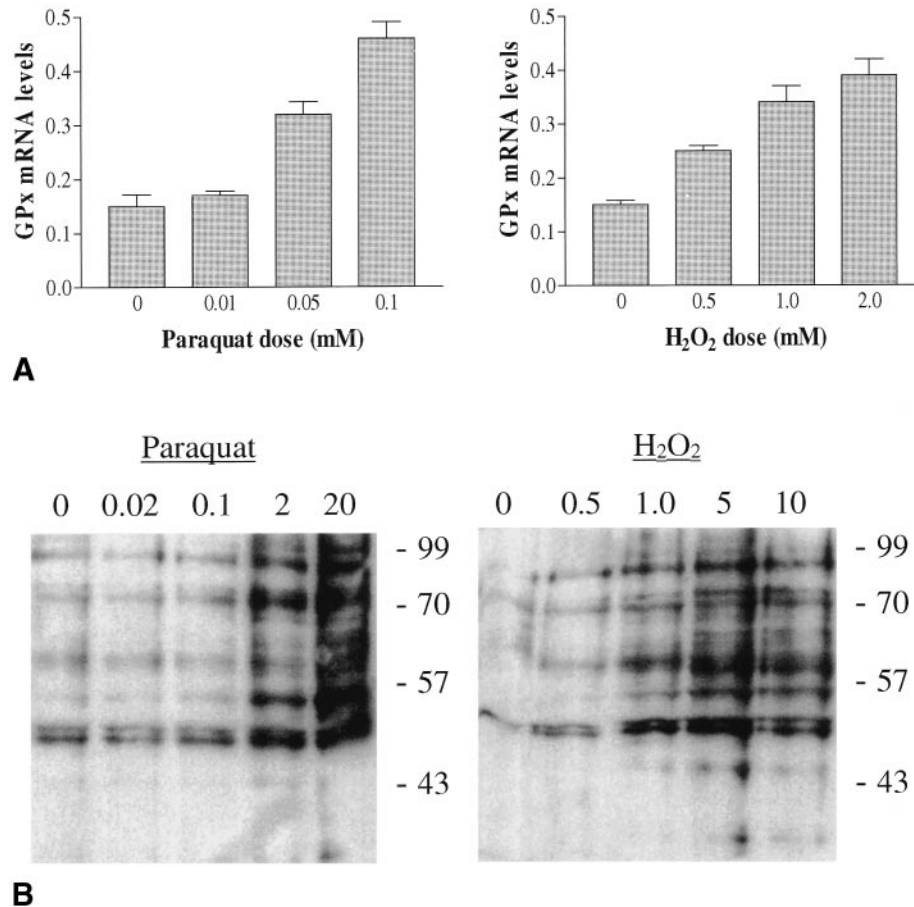 0.5
0.4
0.3
0.2
0.1
0.0
GPx mRNA levels
0 0.01 0.05 0.1
Paraquat dose (mM)
0.5
0.4
0.3
0.2
0.1
0.0
GPx mRNA levels
0 0.5 1.0 2.0
H₂O₂ dose (mM)
A
Paraquat
0 0.02 0.1 2 20
- 99
- 70
- 57
- 43
H₂O₂
0 0.5 1.0 5 10
- 99
- 70
- 57
- 43
B